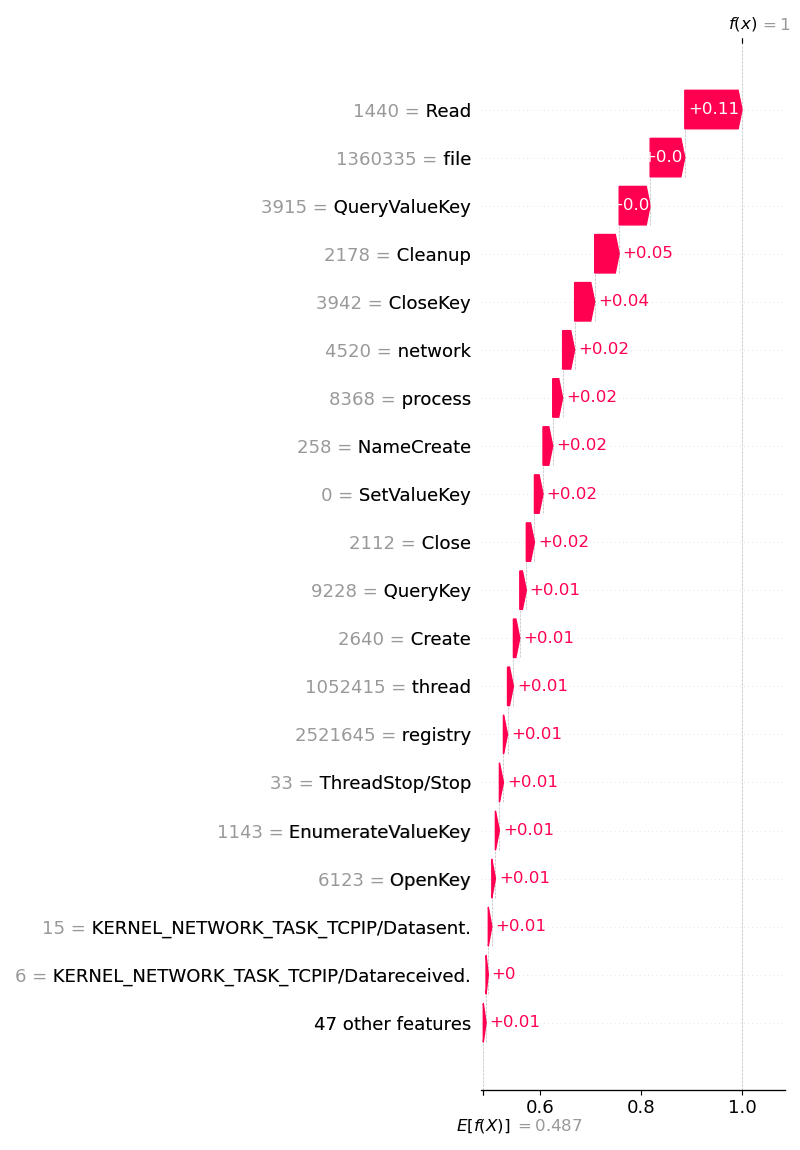 f(x) = 1
1440 = Read +0.11
1360335 = file +0.0
3915 = QueryValueKey +0.0
2178 = Cleanup +0.05
3942 = CloseKey +0.04
4520 = network +0.02
8368 = process +0.02
258 = NameCreate +0.02
0 = SetValueKey +0.02
2112 = Close +0.02
9228 = QueryKey +0.01
2640 = Create +0.01
1052415 = thread +0.01
2521645 = registry +0.01
33 = ThreadStop/Stop +0.01
1143 = EnumerateValueKey +0.01
6123 = OpenKey +0.01
15 = KERNEL_NETWORK_TASK_TCPIP/Datasent. +0.01
6 = KERNEL_NETWORK_TASK_TCPIP/Datareceived. +0
47 other features +0.01
0.6 0.8 1.0
E[f(X)] = 0.487